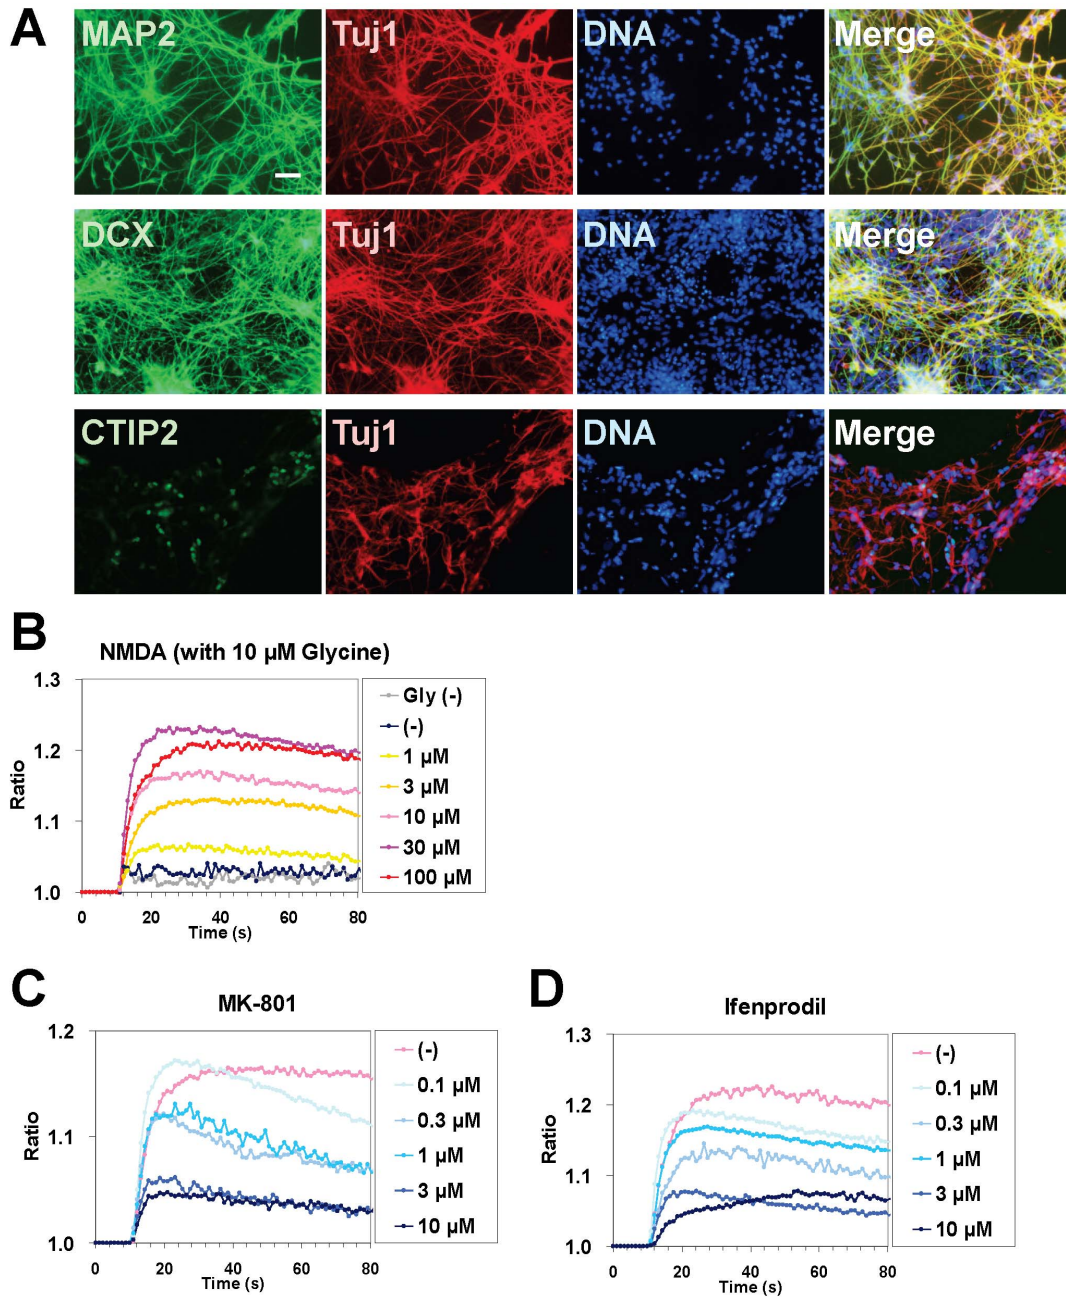 A
MAP2 Tuj1 DNA Merge
DCX Tuj1 DNA Merge
CTIP2 Tuj1 DNA Merge
B
NMDA (with 10 µM Glycine)
1.3
1.2
1.1
1.0
Ratio
0 20 40 60 80
Time (s)
Gly (-)
(-)
1 µM
3 µM
10 µM
30 µM
100 µM
C
MK-801
1.2
1.1
1.0
Ratio
0 20 40 60 80
Time (s)
(-)
0.1 µM
0.3 µM
1 µM
3 µM
10 µM
D
Ifenprodil
1.3
1.2
1.1
1.0
Ratio
0 20 40 60 80
Time (s)
(-)
0.1 µM
0.3 µM
1 µM
3 µM
10 µM